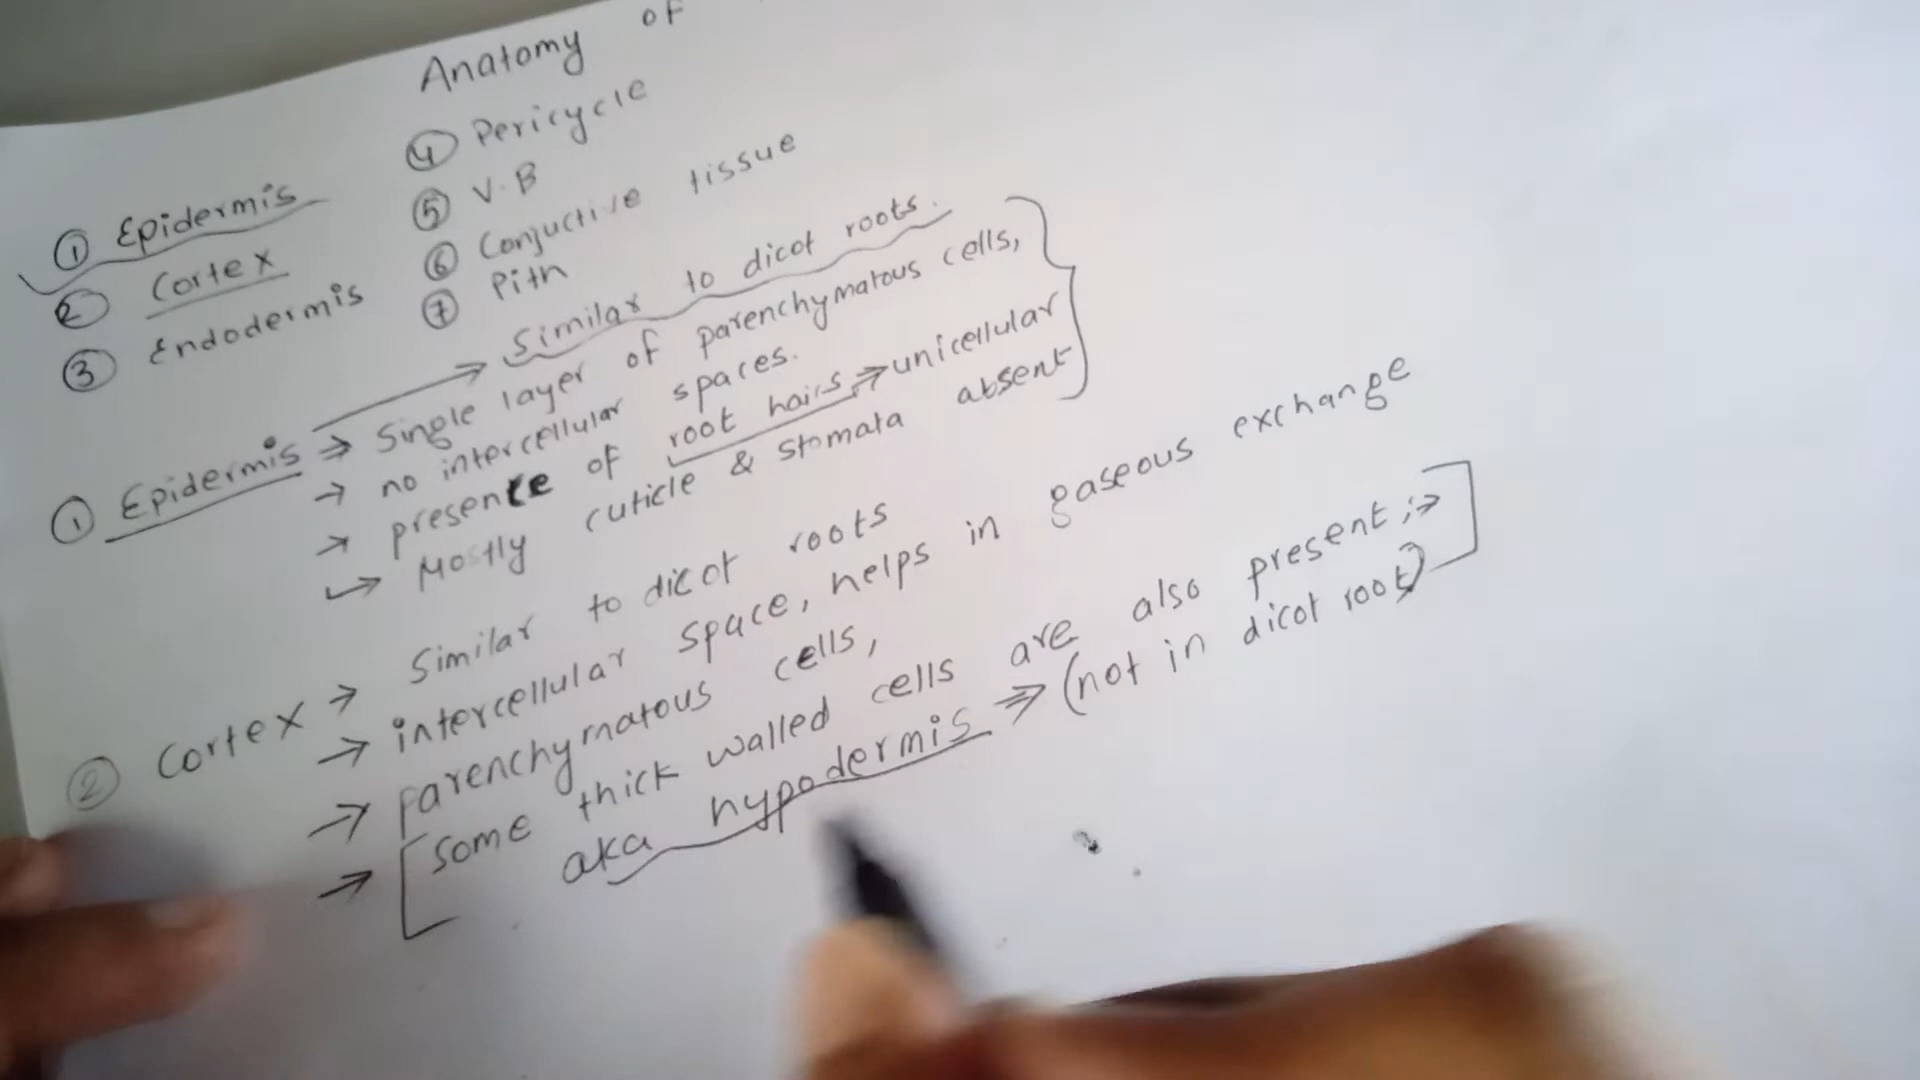 Anatomy of
① Epidermis
② Cortex
③ Endodermis
④ Pericycle
⑤ V.B
⑥ Conjuctive tissue
⑦ Pith
① Epidermis → Similar to dicot roots.
⇒ Single layer of parenchymatous cells,
→ no intercellular spaces.
→ presence of root hairs ⇒ unicellular
↳ Mostly cuticle & stomata absent
② Cortex → Similar to dicot roots
→ intercellular space, helps in gaseous exchange
→ parenchymatous cells,
→ [Some thick walled cells are also present ;→
aka hypodermis ⇒ (not in dicot root)]